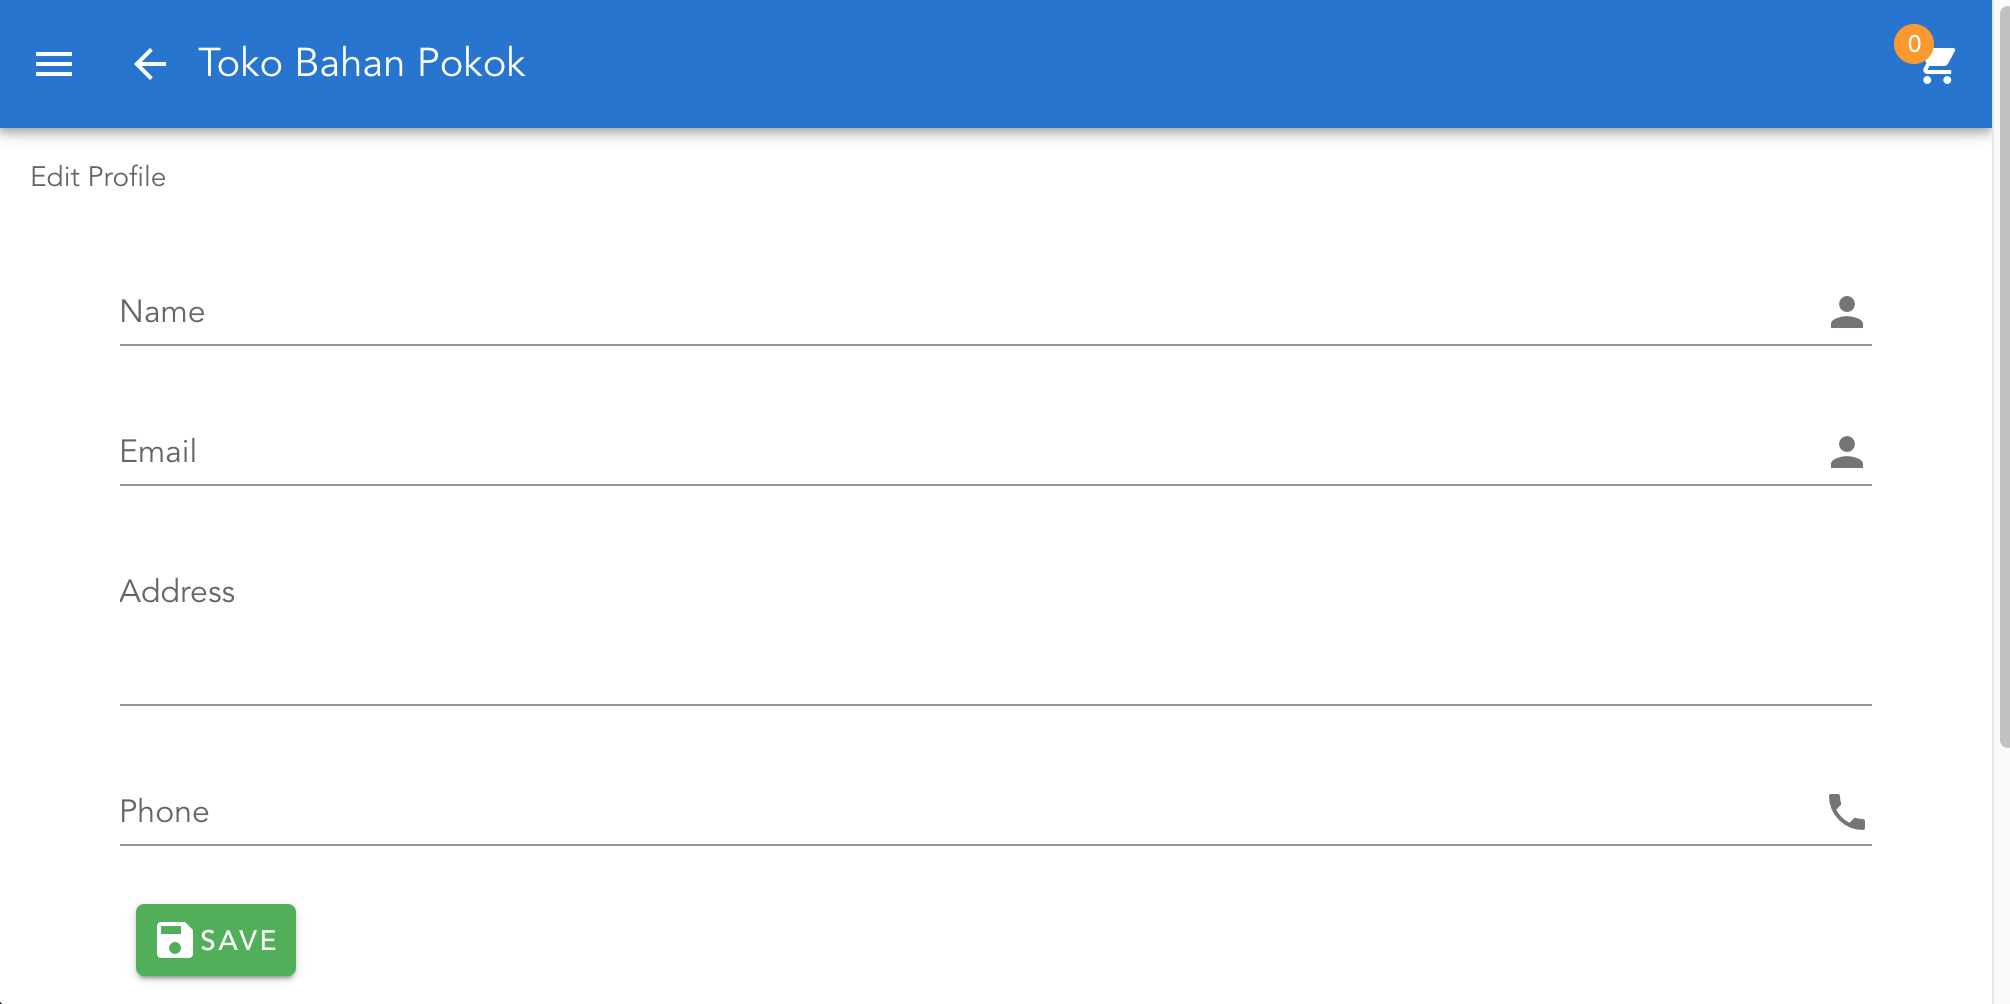 Toko Bahan Pokok
0
Edit Profile
Name
Email
Address
Phone
SAVE